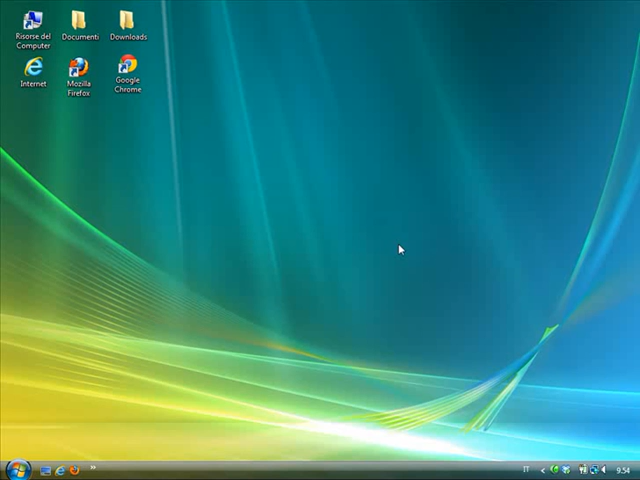 Risorse del
Computer
Documenti
Downloads
Internet
Mozilla
Firefox
Google
Chrome
IT
9.54